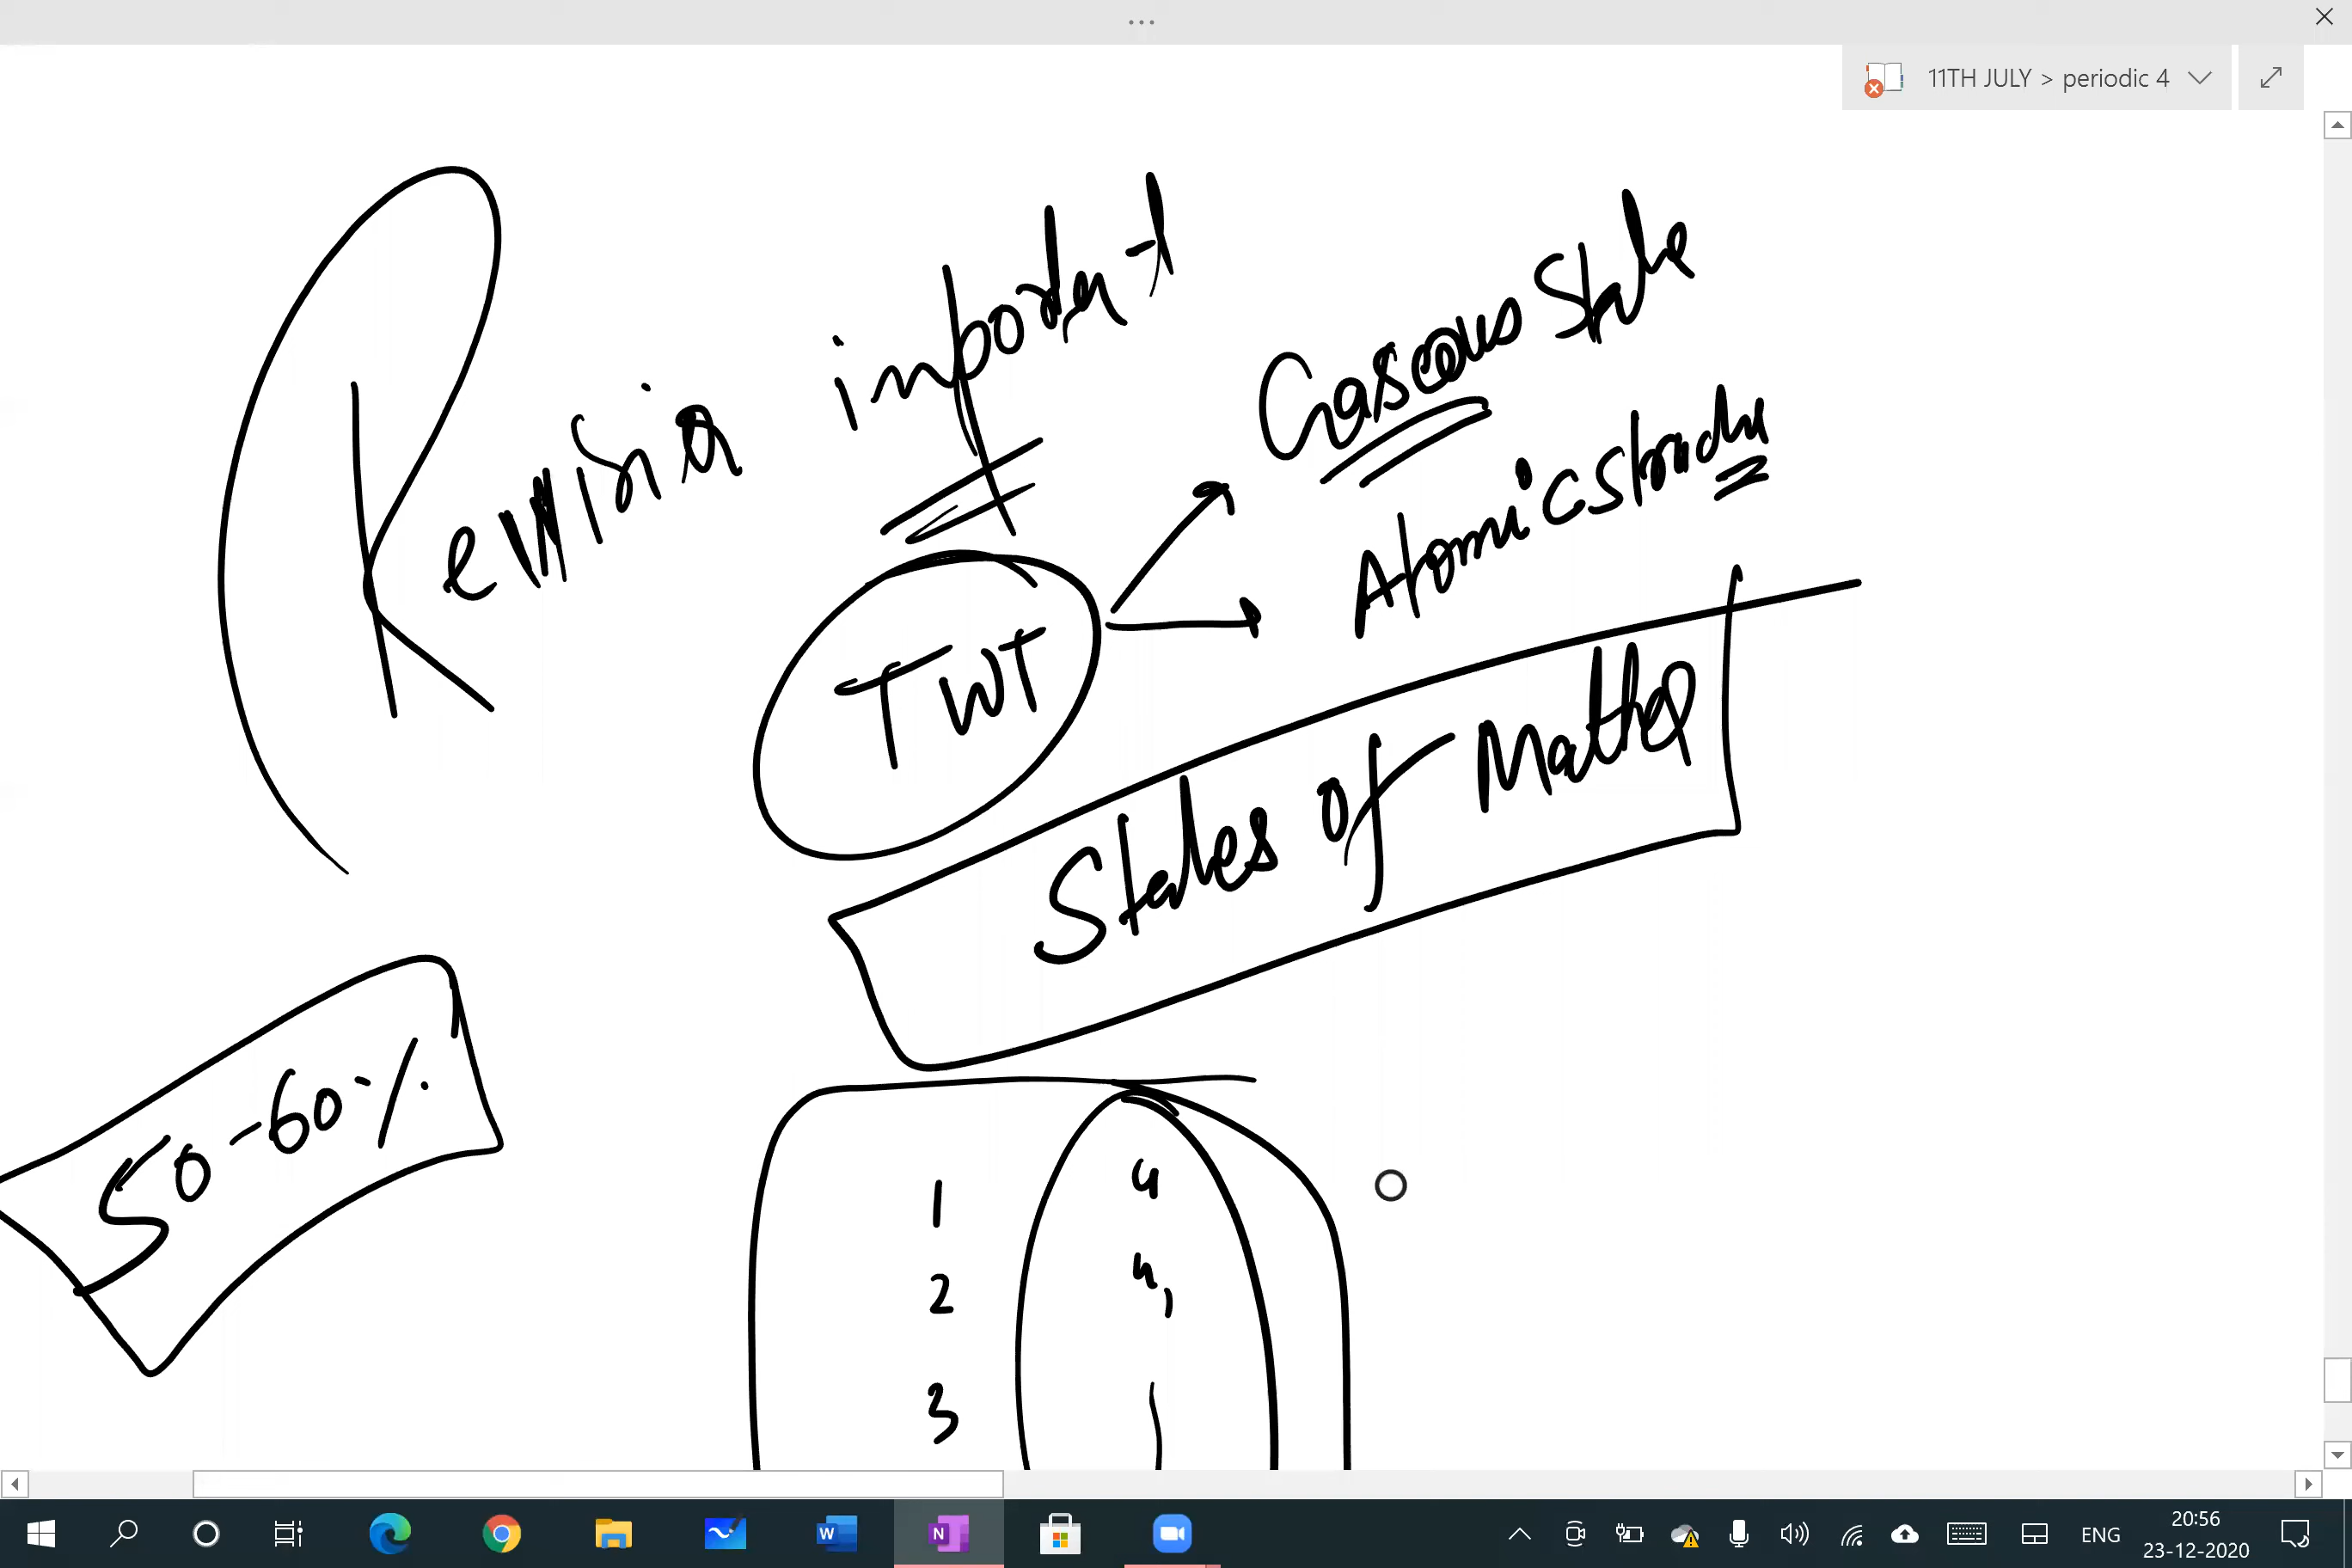 ...
11TH JULY > periodic 4
Revision important
Gaseous State
Atomic structure
TWT
States of Matter
50-60%
1 4
2 4,
3
W
N
ENG
20:56
23-12-2020